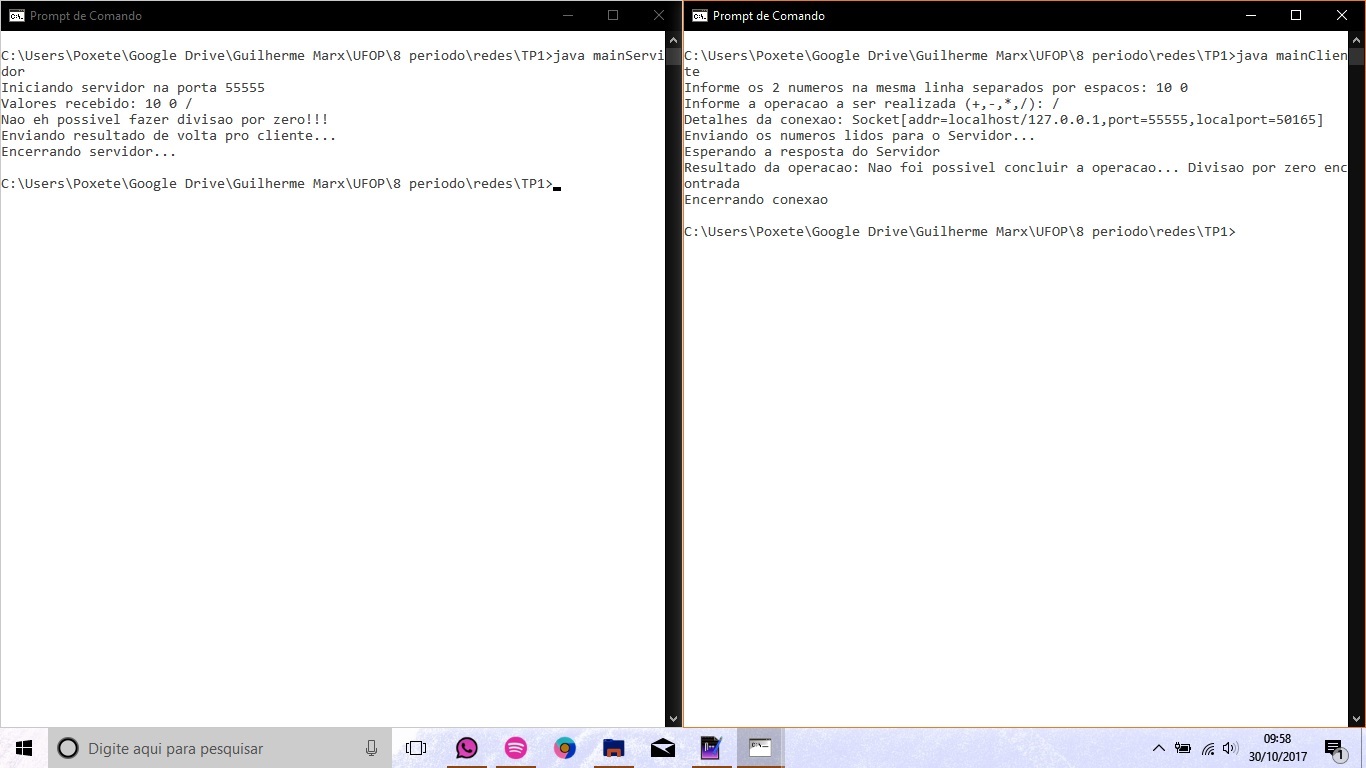 Prompt de Comando
C:\Users\Poxete\Google Drive\Guilherme Marx\UFOP\8 periodo\redes\TP1>java mainServi
dor
Iniciando servidor na porta 55555
Valores recebido: 10 0 /
Nao eh possivel fazer divisao por zero!!!
Enviando resultado de volta pro cliente...
Encerrando servidor...
C:\Users\Poxete\Google Drive\Guilherme Marx\UFOP\8 periodo\redes\TP1>
Prompt de Comando
C:\Users\Poxete\Google Drive\Guilherme Marx\UFOP\8 periodo\redes\TP1>java mainClien
te
Informe os 2 numeros na mesma linha separados por espacos: 10 0
Informe a operacao a ser realizada (+,-,*,/): /
Detalhes da conexao: Socket[addr=localhost/127.0.0.1,port=55555,localport=50165]
Enviando os numeros lidos para o Servidor...
Esperando a resposta do Servidor
Resultado da operacao: Nao foi possivel concluir a operacao... Divisao por zero enc
ontrada
Encerrando conexao
C:\Users\Poxete\Google Drive\Guilherme Marx\UFOP\8 periodo\redes\TP1>
Digite aqui para pesquisar
09:58
30/10/2017
1